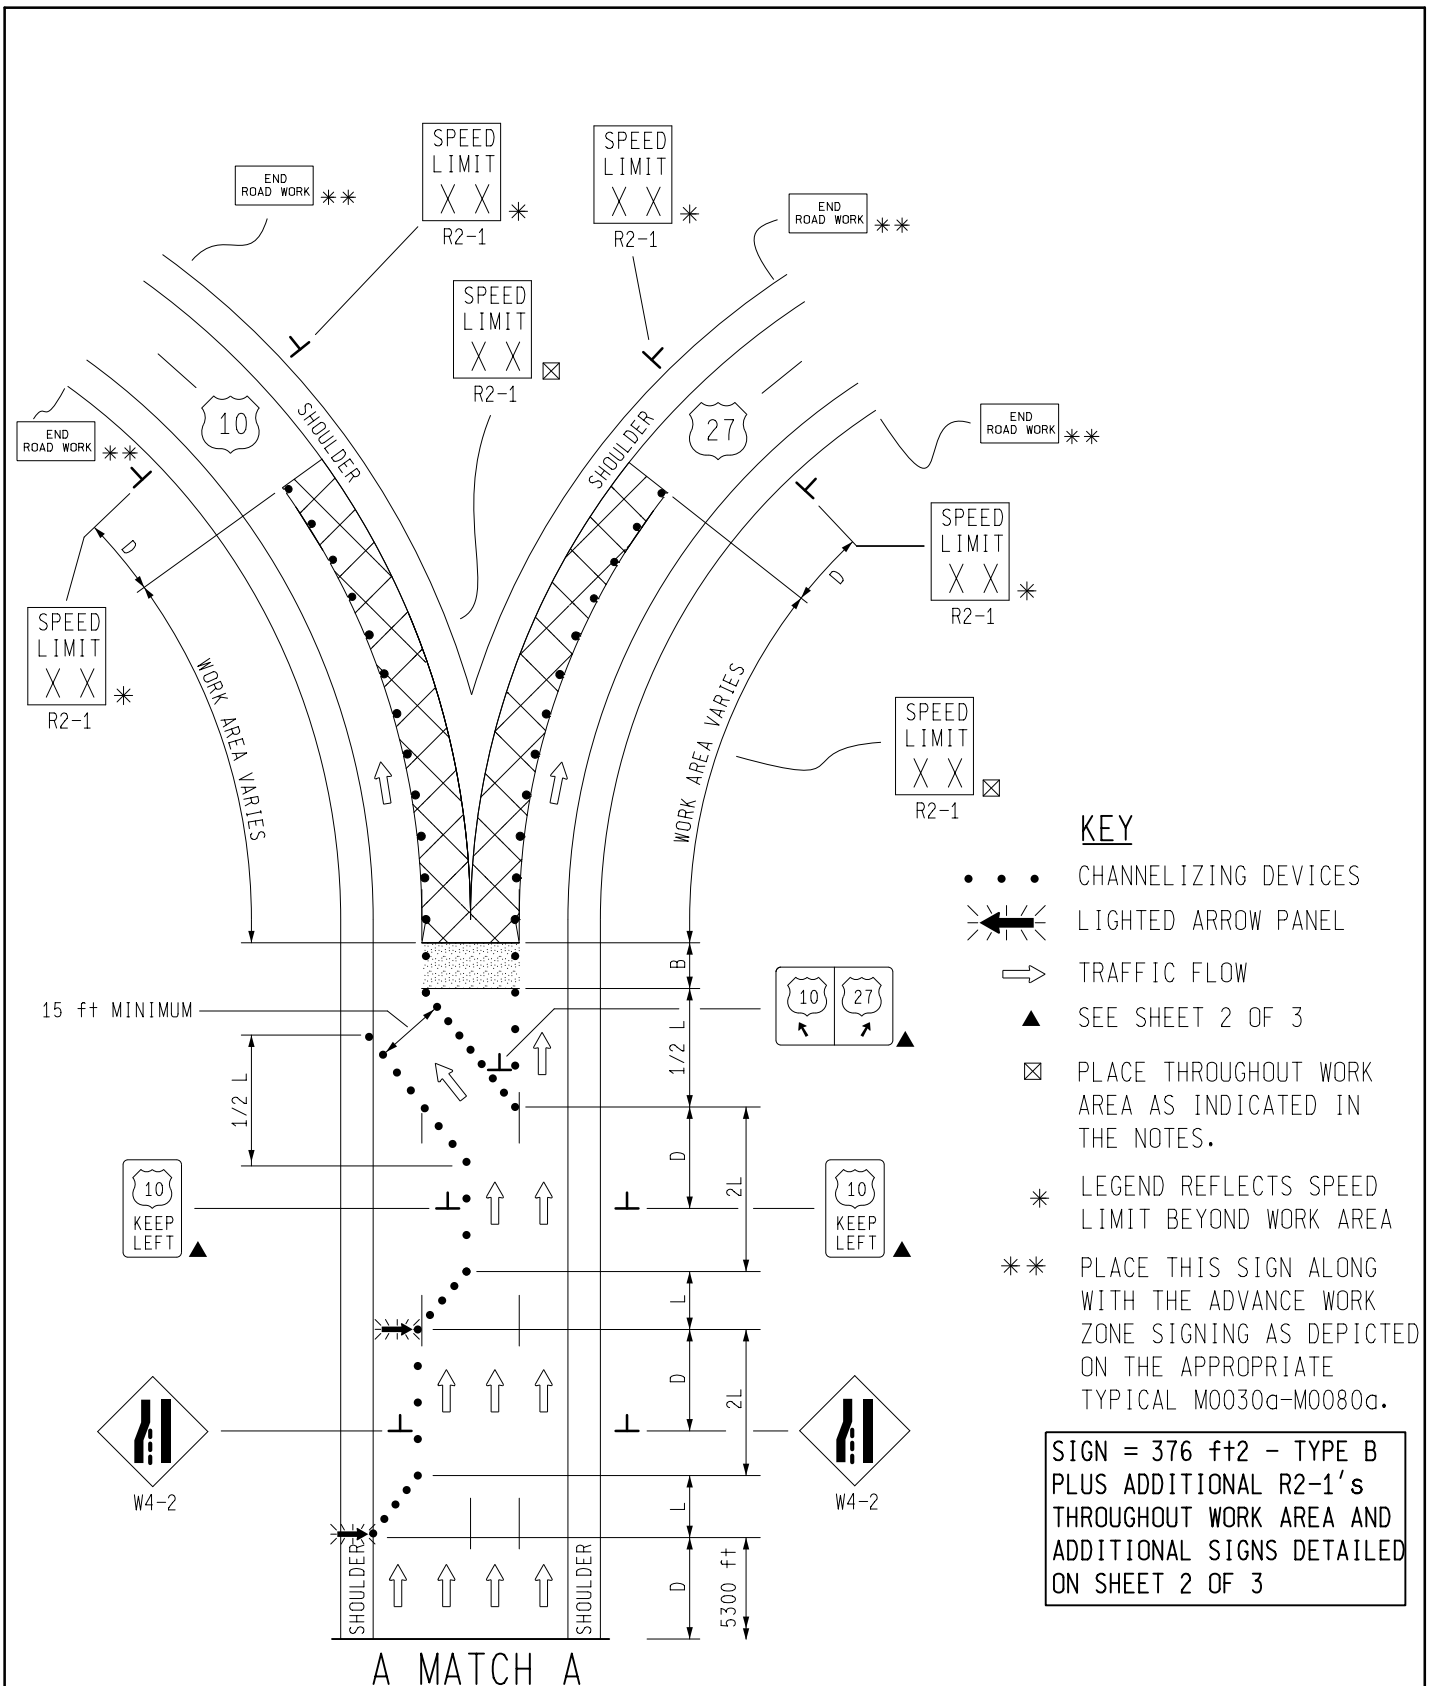 SPEED
LIMIT
X X
*
R2-1
SPEED
LIMIT
X X
*
R2-1
END
ROAD WORK
**
END
ROAD WORK
**
SPEED
LIMIT
X X
R2-1
10
SHOULDER
SHOULDER
27
END
ROAD WORK
**
END
ROAD WORK
**
D
D
SPEED
LIMIT
X X
*
R2-1
SPEED
LIMIT
X X
*
R2-1
WORK AREA VARIES
WORK AREA VARIES
SPEED
LIMIT
X X
R2-1
KEY
CHANNELIZING DEVICES
LIGHTED ARROW PANEL
TRAFFIC FLOW
▲ SEE SHEET 2 OF 3
PLACE THROUGHOUT WORK
AREA AS INDICATED IN
THE NOTES.
* LEGEND REFLECTS SPEED
LIMIT BEYOND WORK AREA
** PLACE THIS SIGN ALONG
WITH THE ADVANCE WORK
ZONE SIGNING AS DEPICTED
ON THE APPROPRIATE
TYPICAL M0030a-M0080a.
B
15 ft MINIMUM
10 27
1/2 L
1/2 L
D
2L
10
KEEP
LEFT
10
KEEP
LEFT
L
D
2L
W4-2
W4-2
L
SHOULDER
SHOULDER
D
5300 ft
SIGN = 376 ft2 - TYPE B
PLUS ADDITIONAL R2-1's
THROUGHOUT WORK AREA AND
ADDITIONAL SIGNS DETAILED
ON SHEET 2 OF 3
A MATCH A